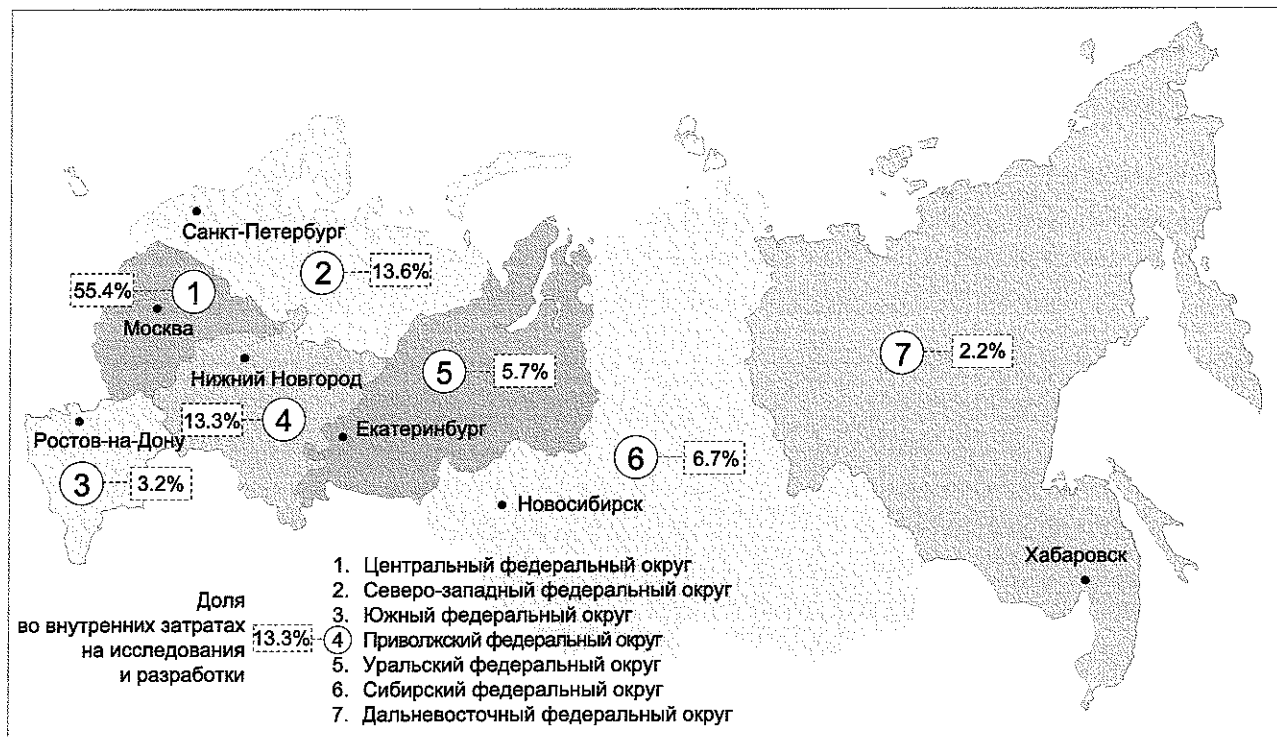 Санкт-Петербург
2
13.6%
55.4%
1
Москва
7
2.2%
Нижний Новгород
5
5.7%
13.3%
4
Екатеринбург
Ростов-на-Дону
6
6.7%
3
3.2%
Новосибирск
Хабаровск
Доля
во внутренних затратах
на исследования
и разработки
13.3%
1. Центральный федеральный округ
2. Северо-западный федеральный округ
3. Южный федеральный округ
4 Приволжский федеральный округ
5. Уральский федеральный округ
6. Сибирский федеральный округ
7. Дальневосточный федеральный округ